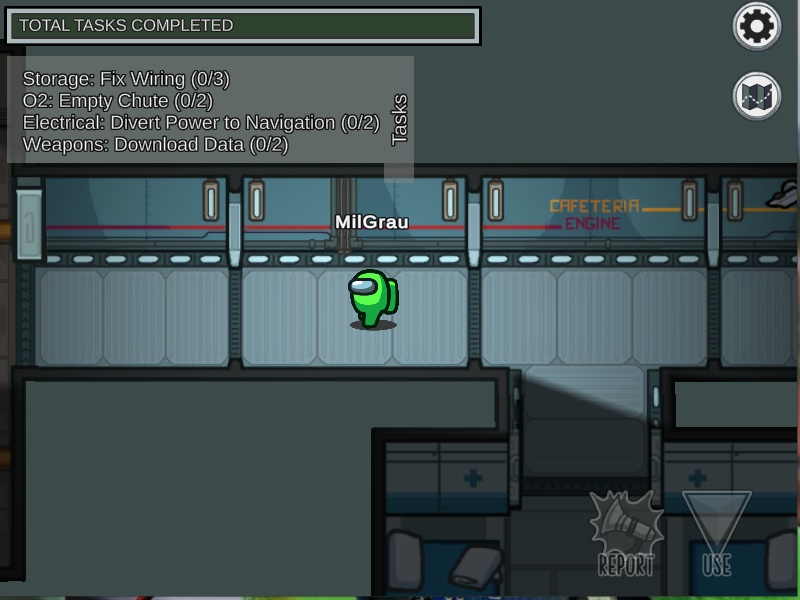 TOTAL TASKS COMPLETED
Storage: Fix Wiring (0/3)
O2: Empty Chute (0/2)
Electrical: Divert Power to Navigation (0/2)
Weapons: Download Data (0/2)
Tasks
CAFETERIA
ENGINE
MilGrau
REPORT
USE